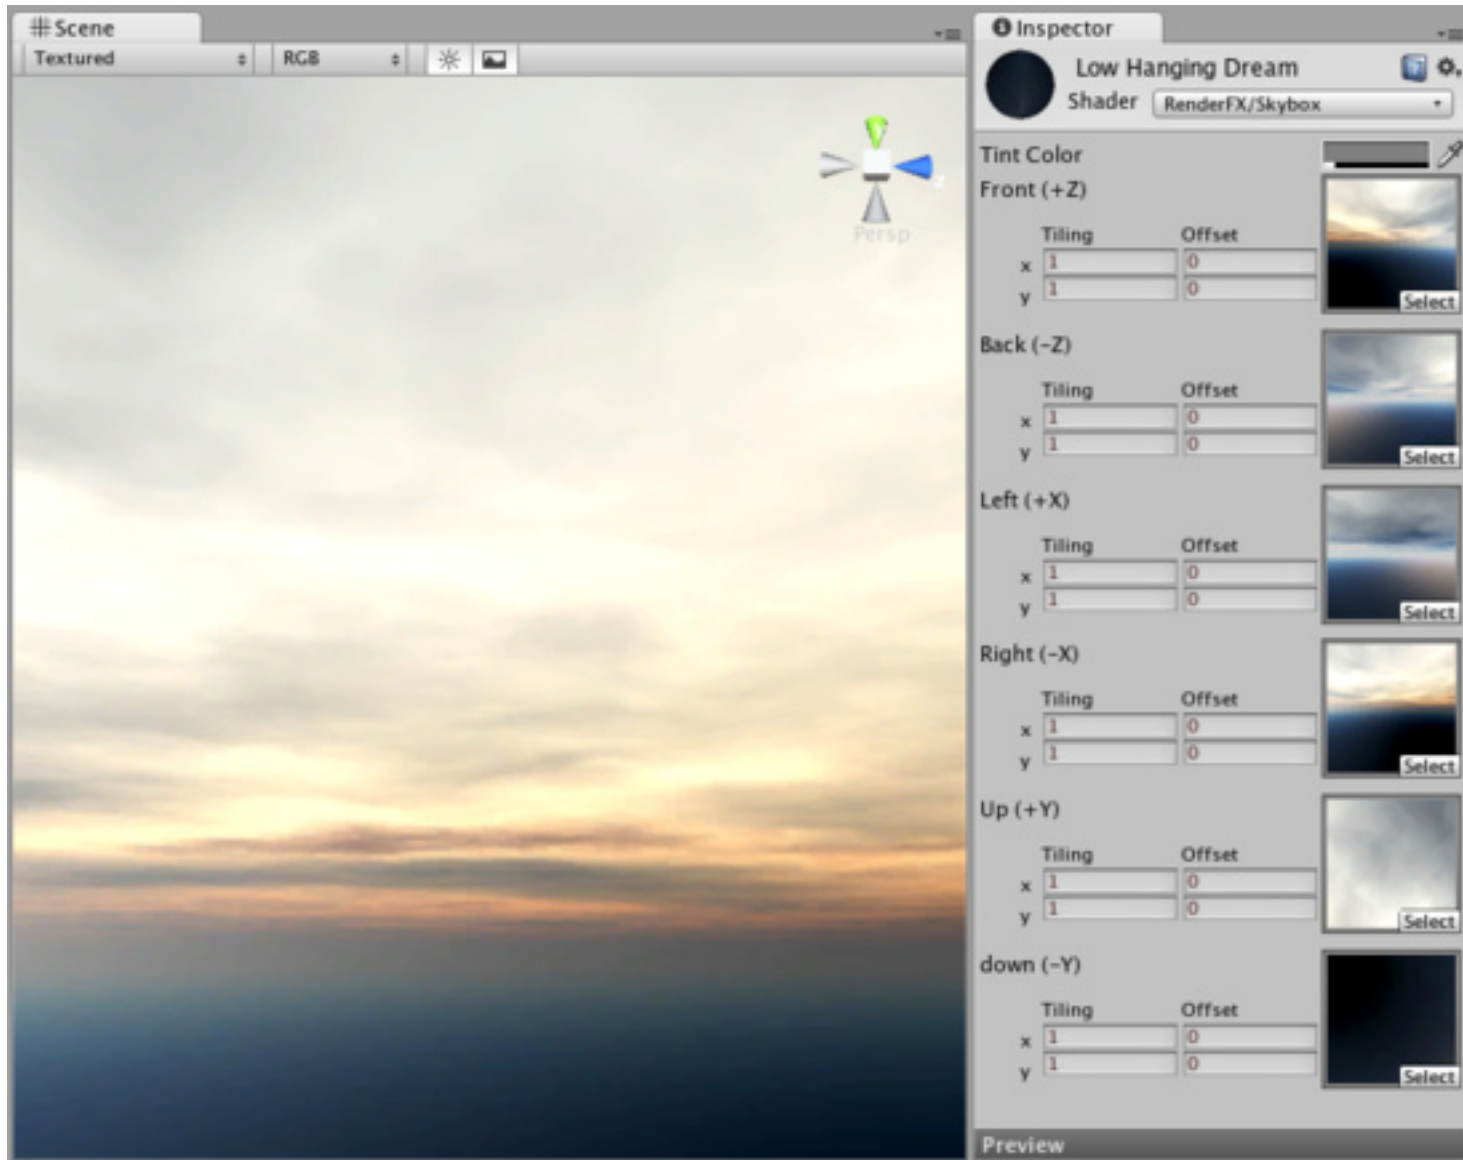 Scene
Textured
RGB
Persp
Inspector
Low Hanging Dream
Shader
RenderFX/Skybox
Tint Color
Front (+Z)
Tiling Offset
x 1 0
y 1 0
Select
Back (-Z)
Tiling Offset
x 1 0
y 1 0
Select
Left (+X)
Tiling Offset
x 1 0
y 1 0
Select
Right (-X)
Tiling Offset
x 1 0
y 1 0
Select
Up (+Y)
Tiling Offset
x 1 0
y 1 0
Select
down (-Y)
Tiling Offset
x 1 0
y 1 0
Select
Preview